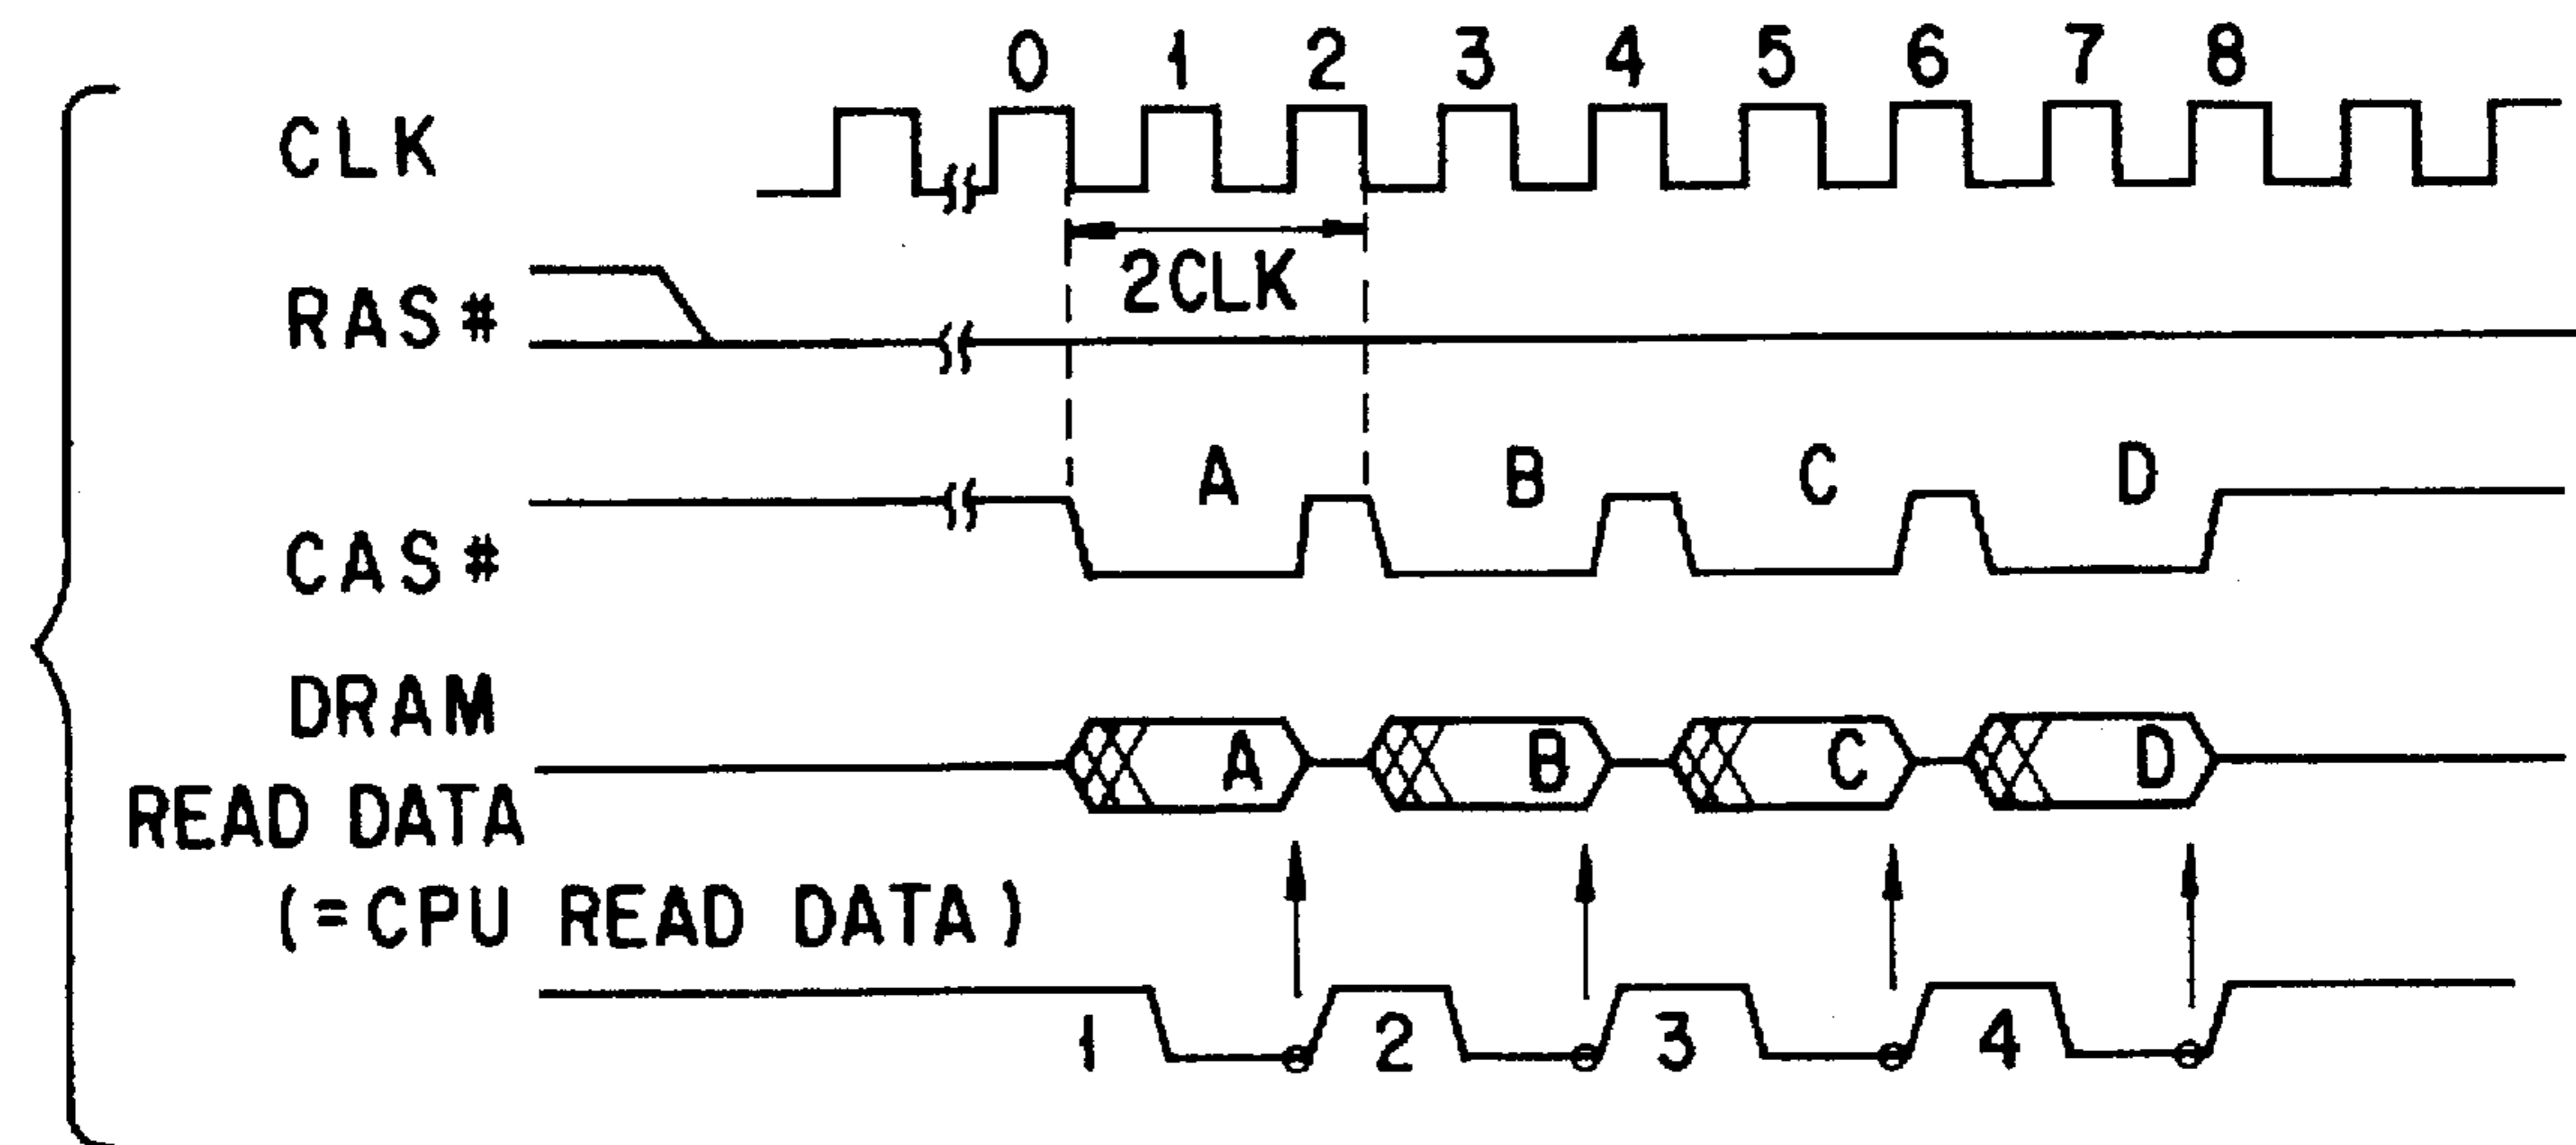 0 1 2 3 4 5 6 7 8
CLK
2CLK
RAS#
A B C D
CAS#
DRAM
A B C D
READ DATA
(=CPU READ DATA)
1 2 3 4